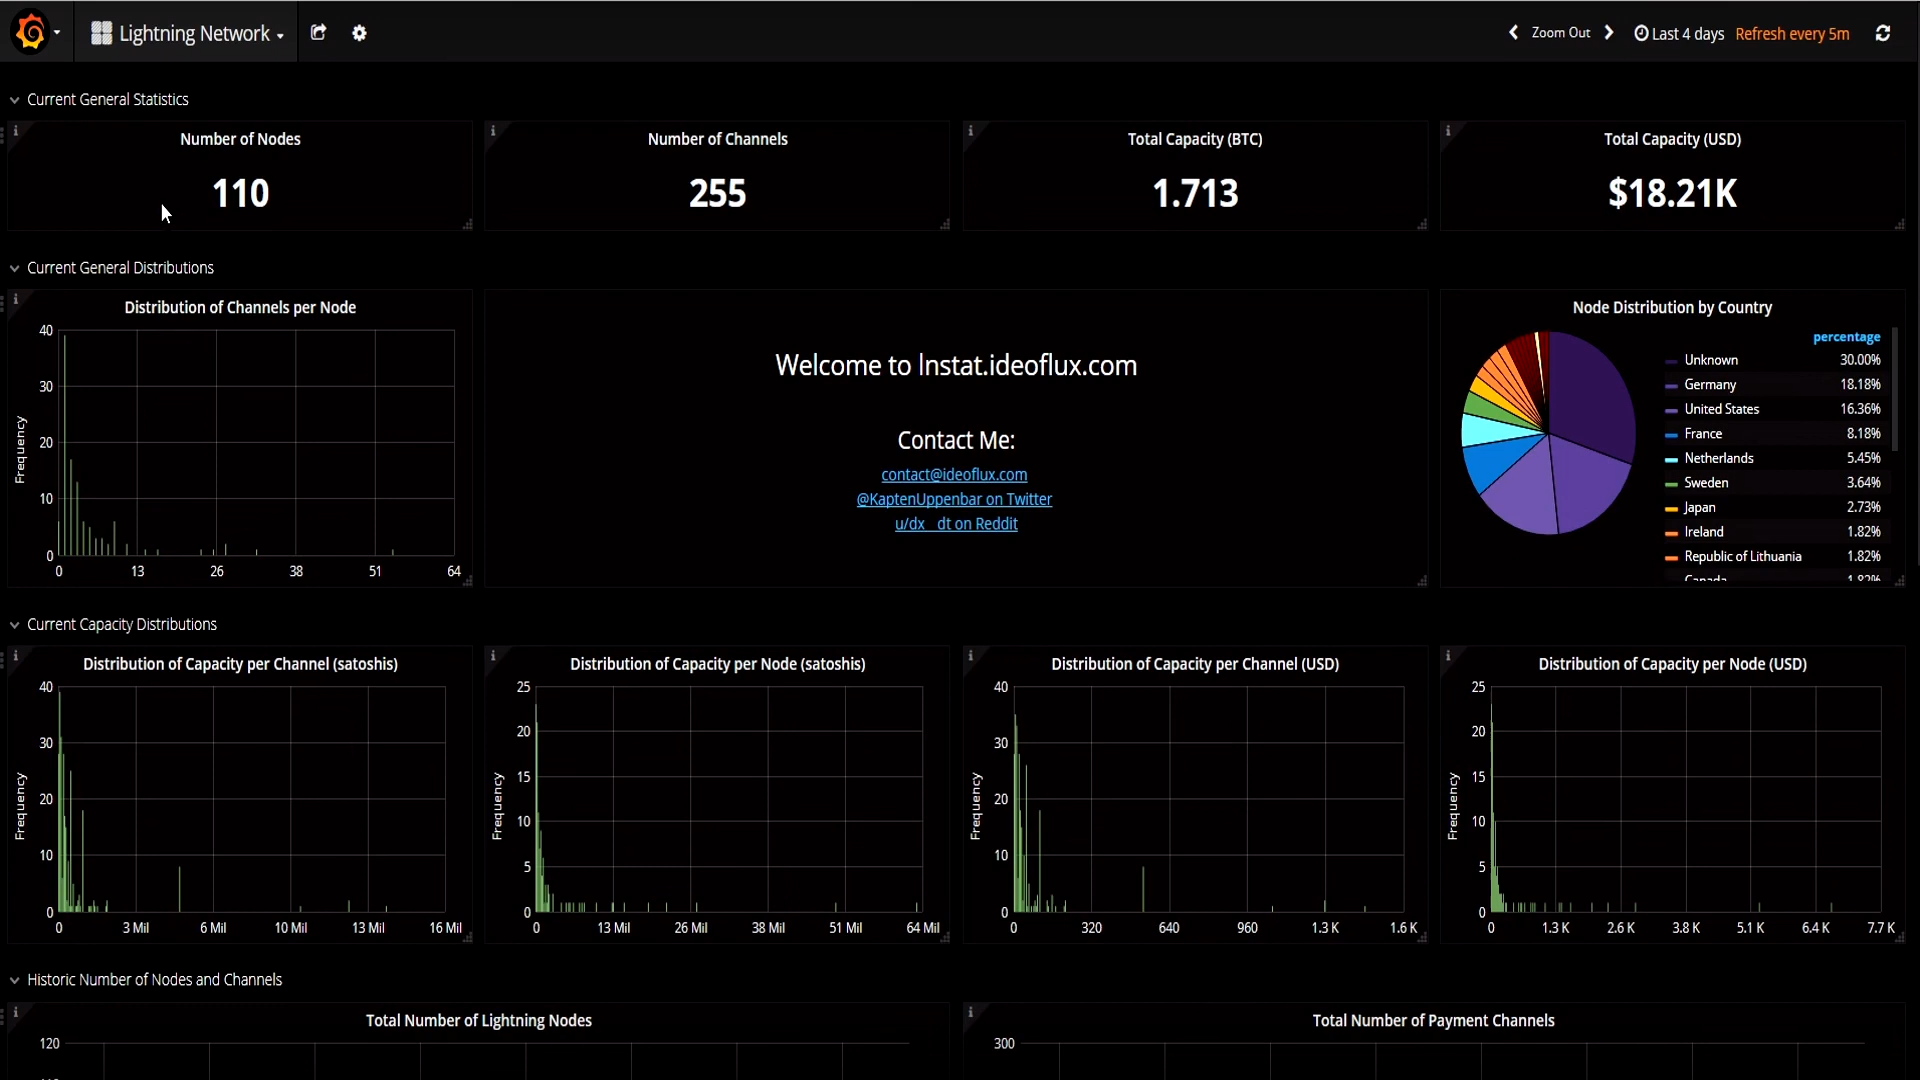 Lightning Network
Zoom Out
Last 4 days Refresh every 5m
Current General Statistics
Number of Nodes
110
Number of Channels
255
Total Capacity (BTC)
1.713
Total Capacity (USD)
$18.21K
Current General Distributions
Distribution of Channels per Node
40
30
20
10
0
Frequency
0 13 26 38 51 64
Welcome to lnstat.ideoflux.com
Contact Me:
contact@ideoflux.com
@KaptenUppenbar on Twitter
u/dx__dt on Reddit
Node Distribution by Country
percentage
Unknown 30.00%
Germany 18.18%
United States 16.36%
France 8.18%
Netherlands 5.45%
Sweden 3.64%
Japan 2.73%
Ireland 1.82%
Republic of Lithuania 1.82%
Canada 1.82%
Current Capacity Distributions
Distribution of Capacity per Channel (satoshis)
40
30
20
10
0
Frequency
0 3 Mil 6 Mil 10 Mil 13 Mil 16 Mil
Distribution of Capacity per Node (satoshis)
25
20
15
10
5
0
Frequency
0 13 Mil 26 Mil 38 Mil 51 Mil 64 Mil
Distribution of Capacity per Channel (USD)
40
30
20
10
0
Frequency
0 320 640 960 1.3 K 1.6 K
Distribution of Capacity per Node (USD)
25
20
15
10
5
0
Frequency
0 1.3 K 2.6 K 3.8 K 5.1 K 6.4 K 7.7 K
Historic Number of Nodes and Channels
Total Number of Lightning Nodes
120
Total Number of Payment Channels
300